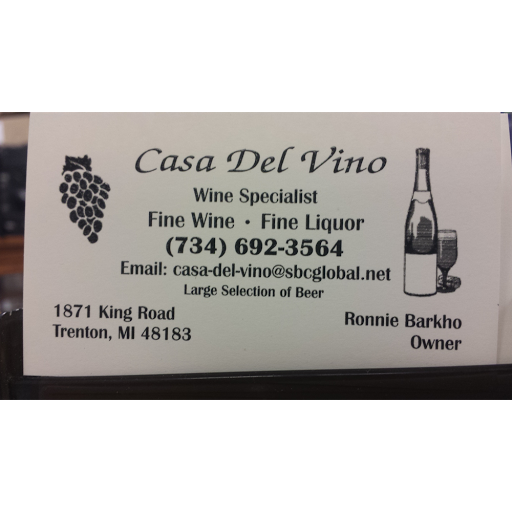 Casa Del Vino
Wine Specialist
Fine Wine • Fine Liquor
(734) 692-3564
Email: casa-del-vino@sbcglobal.net
Large Selection of Beer
1871 King Road
Trenton, MI 48183
Ronnie Barkho
Owner